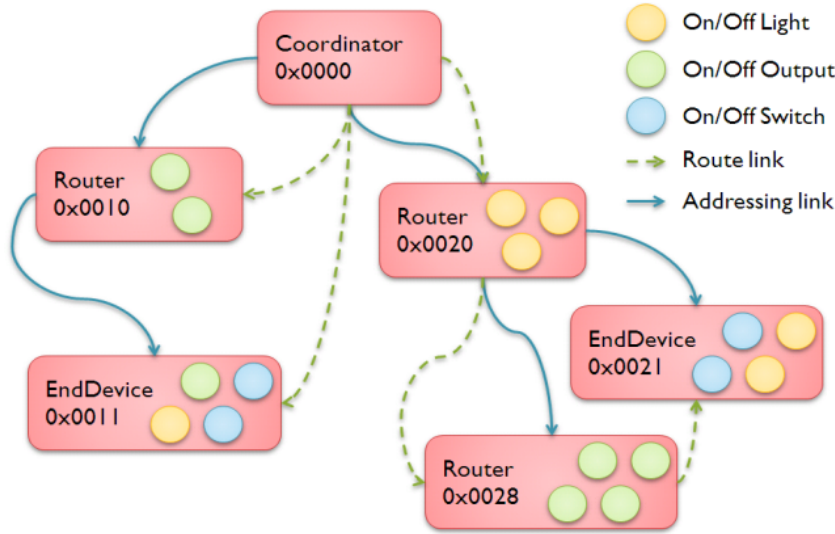 Coordinator
0x0000
On/Off Light
On/Off Output
On/Off Switch
Route link
Addressing link
Router
0x0010
Router
0x0020
EndDevice
0x0011
EndDevice
0x0021
Router
0x0028